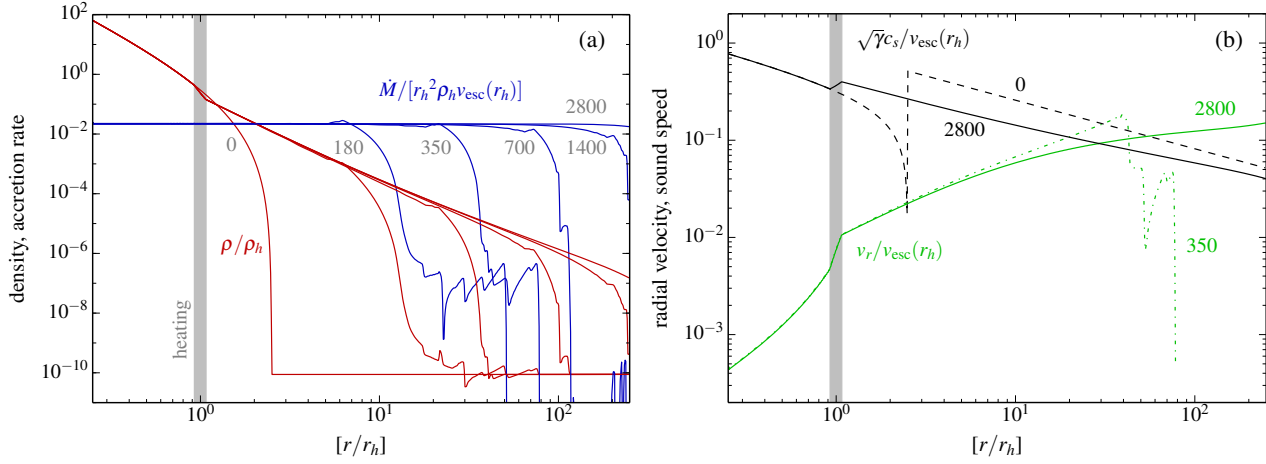 (a)
Ṁ/[r_h²ρ_h v_esc(r_h)]
2800
0
180
350
700
1400
ρ/ρ_h
heating
density, accretion rate
10²
10⁰
10⁻²
10⁻⁴
10⁻⁶
10⁻⁸
10⁻¹⁰
10⁰
10¹
10²
[r/r_h]
(b)
√γc_s/v_esc(r_h)
0
2800
2800
350
v_r/v_esc(r_h)
radial velocity, sound speed
10⁰
10⁻¹
10⁻²
10⁻³
10⁰
10¹
10²
[r/r_h]